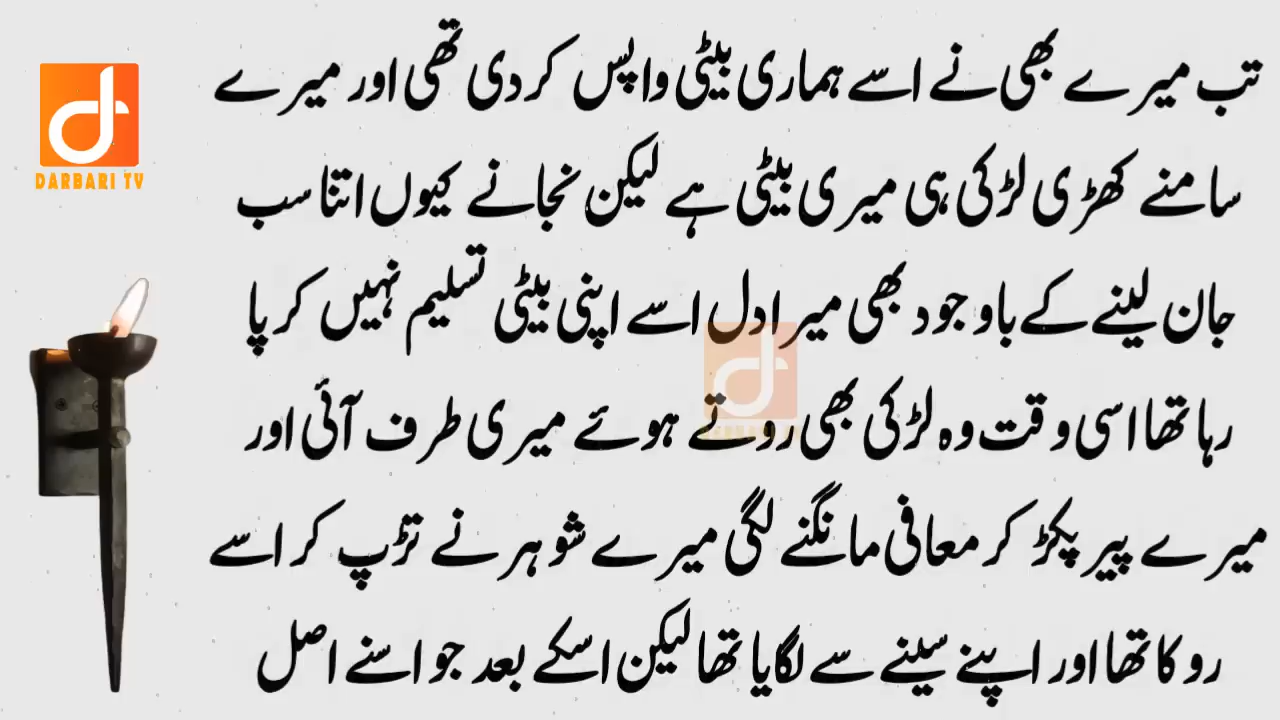 DARBARI TV
تب میرے بھی نے اسے ہماری بیٹی واپس کردی تھی اور میرے
سامنے کھڑی لڑکی ہی میری بیٹی ہے لیکن نجانے کیوں اتنا سب
جان لینے کے باوجود بھی میرا دل اسے اپنی بیٹی تسلیم نہیں کر پا
رہا تھا اسی وقت وہ لڑکی بھی روتے ہوئے میری طرف آئی اور
میرے پیر پکڑ کر معافی مانگنے لگی میرے شوہر نے تڑپ کر اسے
روکا تھا اور اپنے سینے سے لگایا تھا لیکن اسکے بعد جو اسنے اصل